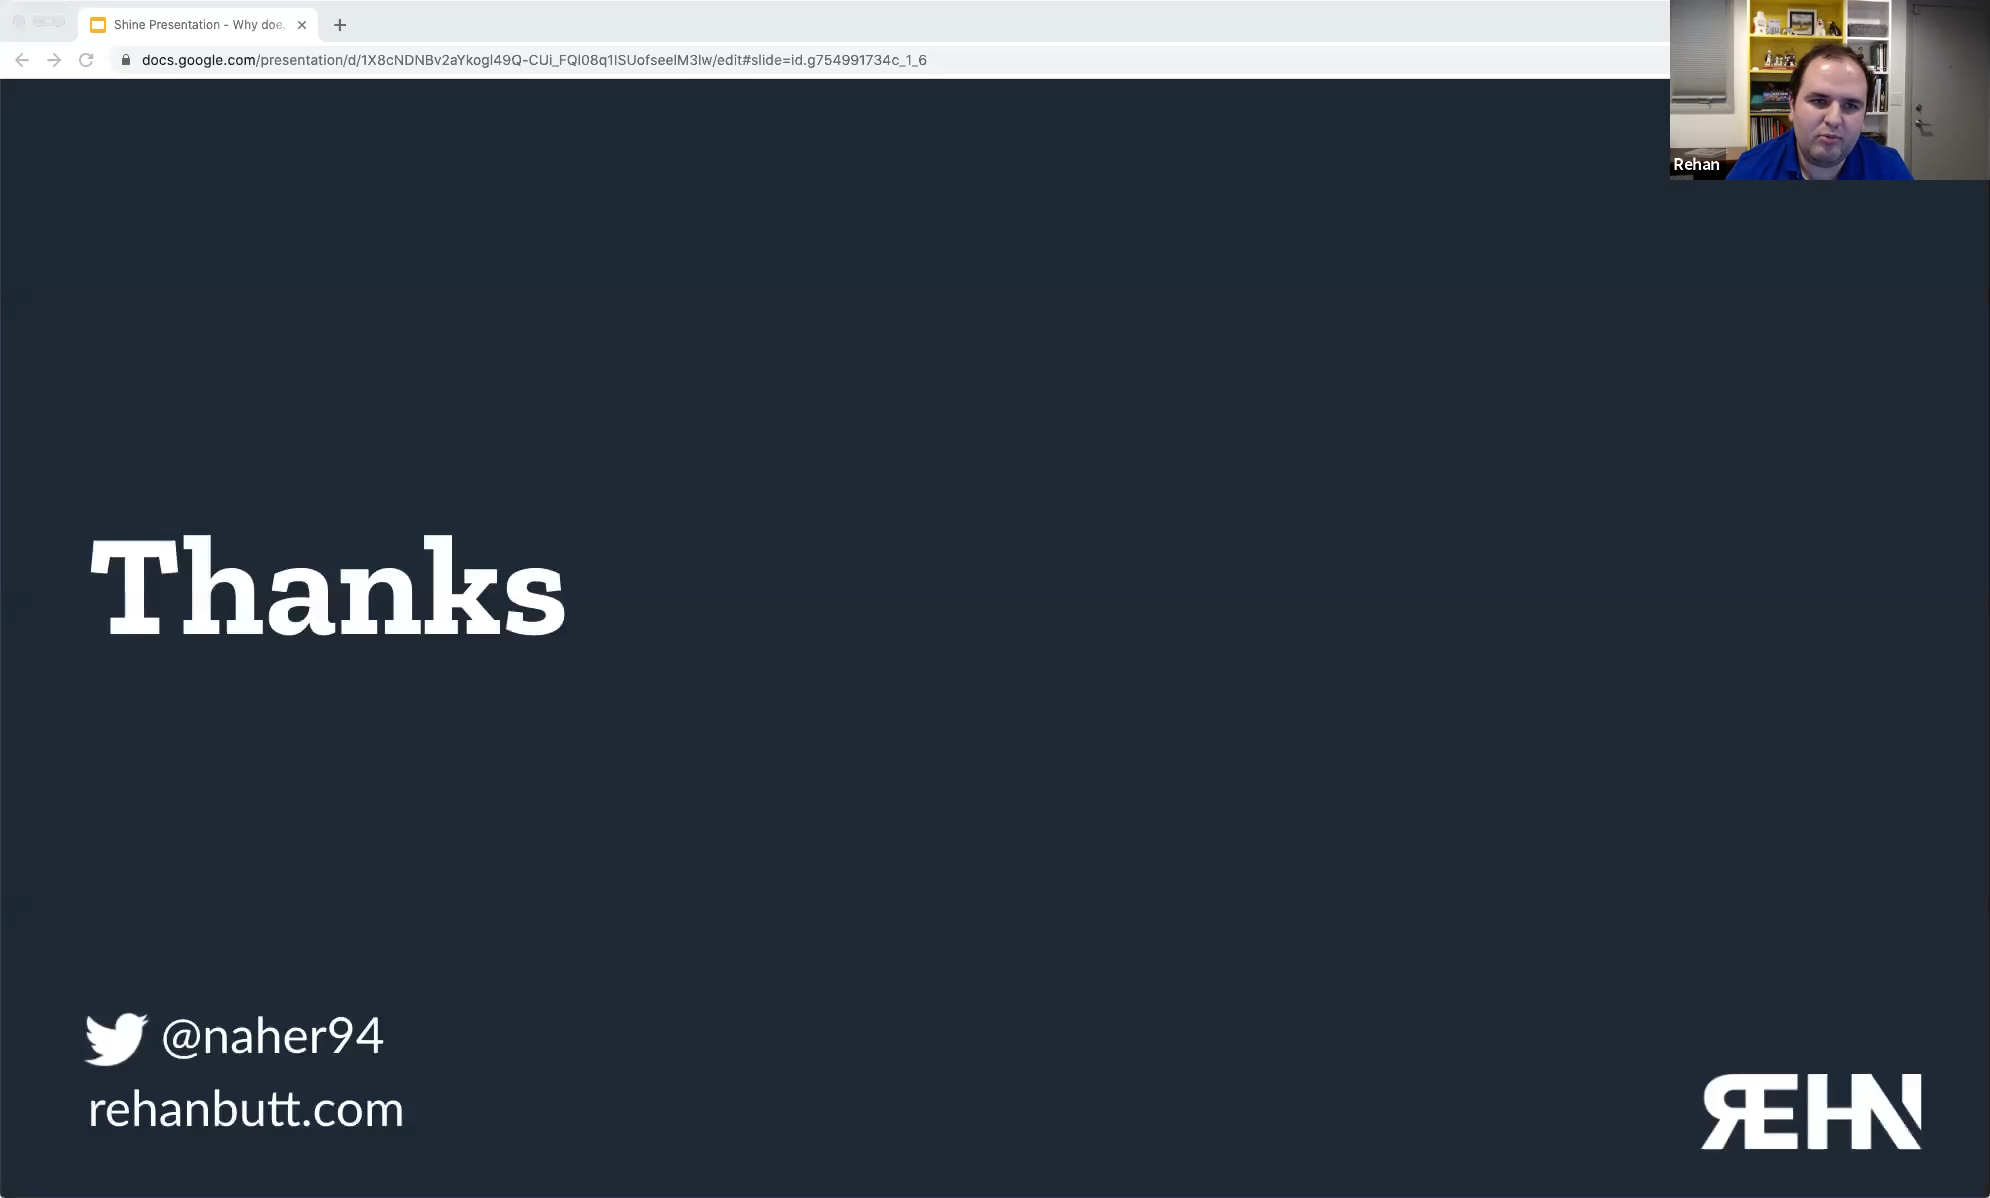 Shine Presentation - Why doe
docs.google.com/presentation/d/1X8cNDNBv2aYkogl49Q-CUi_FQl08q1ISUofseelM3lw/edit#slide=id.g754991734c_1_6
Rehan
Thanks
@naher94
rehanbutt.com
REHN